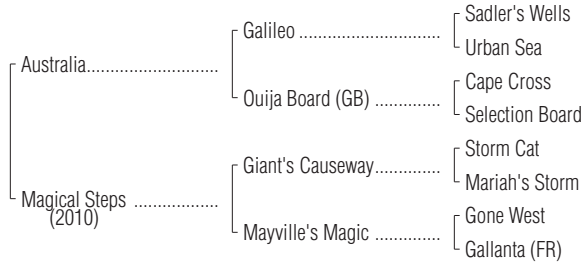 Sadler's Wells
Galileo ..............................
Urban Sea
Australia............................
Cape Cross
Ouija Board (GB) ..............
Selection Board
Storm Cat
Giant's Causeway..............
Mariah's Storm
Magical Steps ..................
(2010)
Gone West
Mayville's Magic ..............
Gallanta (FR)